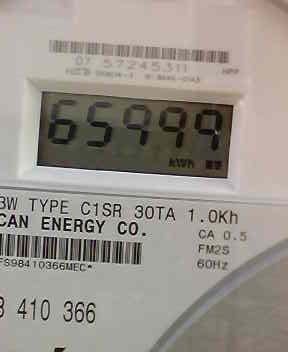 07 57245311
65999
kWh
3W TYPE C1SR 30TA 1.0Kh
CAN ENERGY CO.
CA 0.5
FM2S
FS98410366MEC*
60Hz
3 410 366